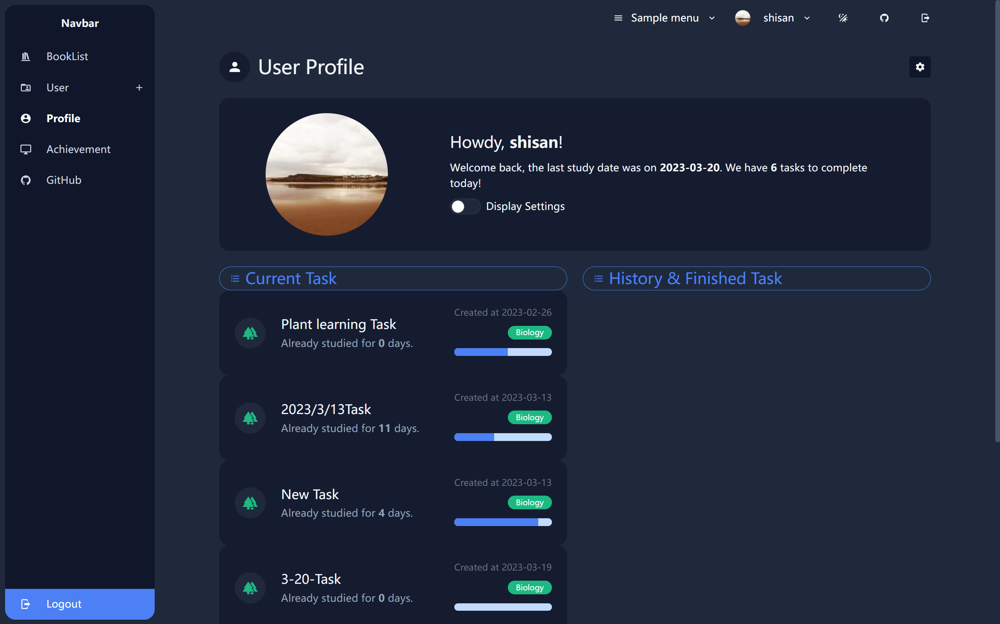 Navbar
BookList
User
Profile
Achievement
GitHub
Logout
Sample menu
shisan
User Profile
Howdy, shisan!
Welcome back, the last study date was on 2023-03-20. We have 6 tasks to complete
today!
Display Settings
Current Task
Plant learning Task
Already studied for 0 days.
Created at 2023-02-26
Biology
2023/3/13Task
Already studied for 11 days.
Created at 2023-03-13
Biology
New Task
Already studied for 4 days.
Created at 2023-03-13
Biology
3-20-Task
Already studied for 0 days.
Created at 2023-03-19
Biology
History & Finished Task